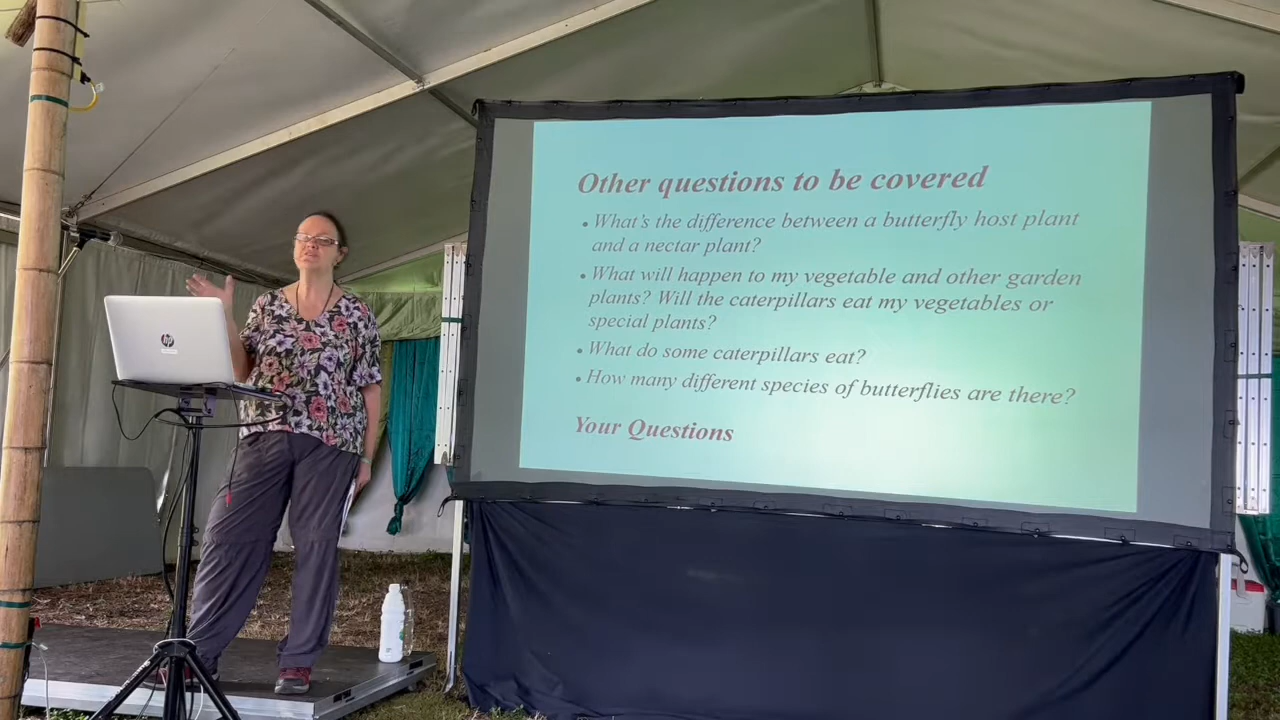 Other questions to be covered
• What's the difference between a butterfly host plant
and a nectar plant?
• What will happen to my vegetable and other garden
plants? Will the caterpillars eat my vegetables or
special plants?
• What do some caterpillars eat?
• How many different species of butterflies are there?
Your Questions
hp